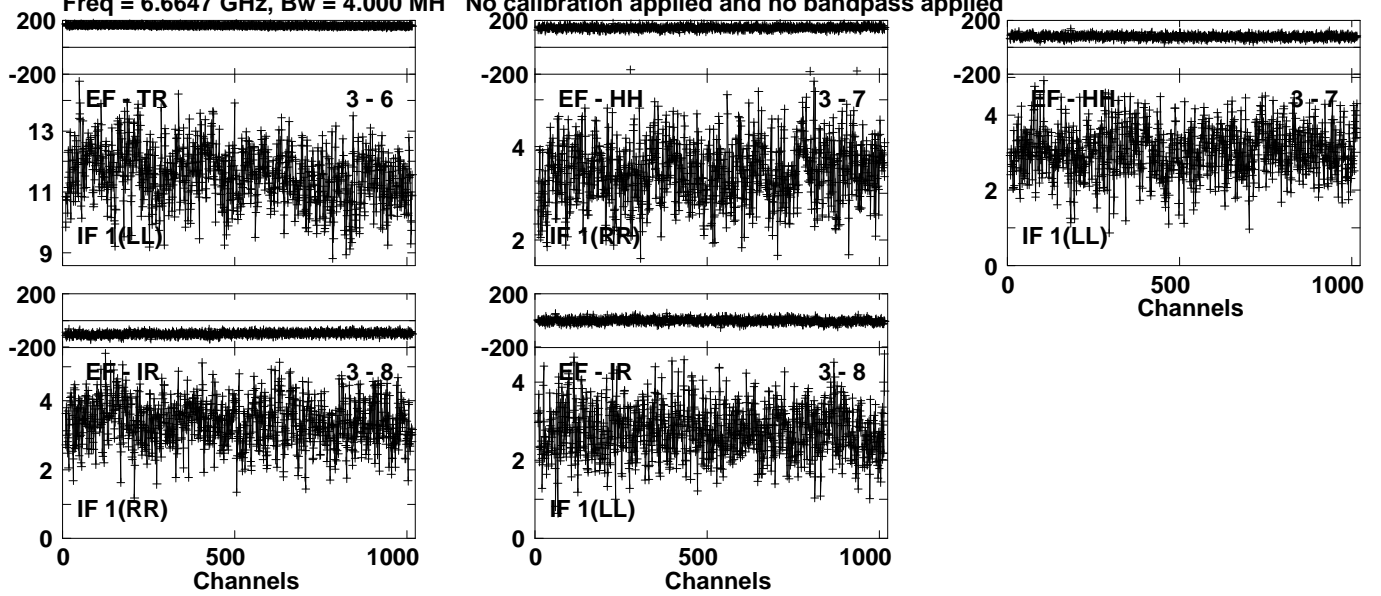 Freq = 6.6647 GHz, Bw = 4.000 MH No calibration applied and no bandpass applied
200
-200
EF - TR 3 - 6
13
11
9
IF 1(LL)
200
-200
EF - HH 3 - 7
4
2
IF 1(RR)
200
-200
EF - HH 3 - 7
4
2
0
IF 1(LL)
0 500 1000
Channels
200
-200
EF - IR 3 - 8
4
2
0
IF 1(RR)
0 500 1000
Channels
200
-200
EF - IR 3 - 8
4
2
0
IF 1(LL)
0 500 1000
Channels